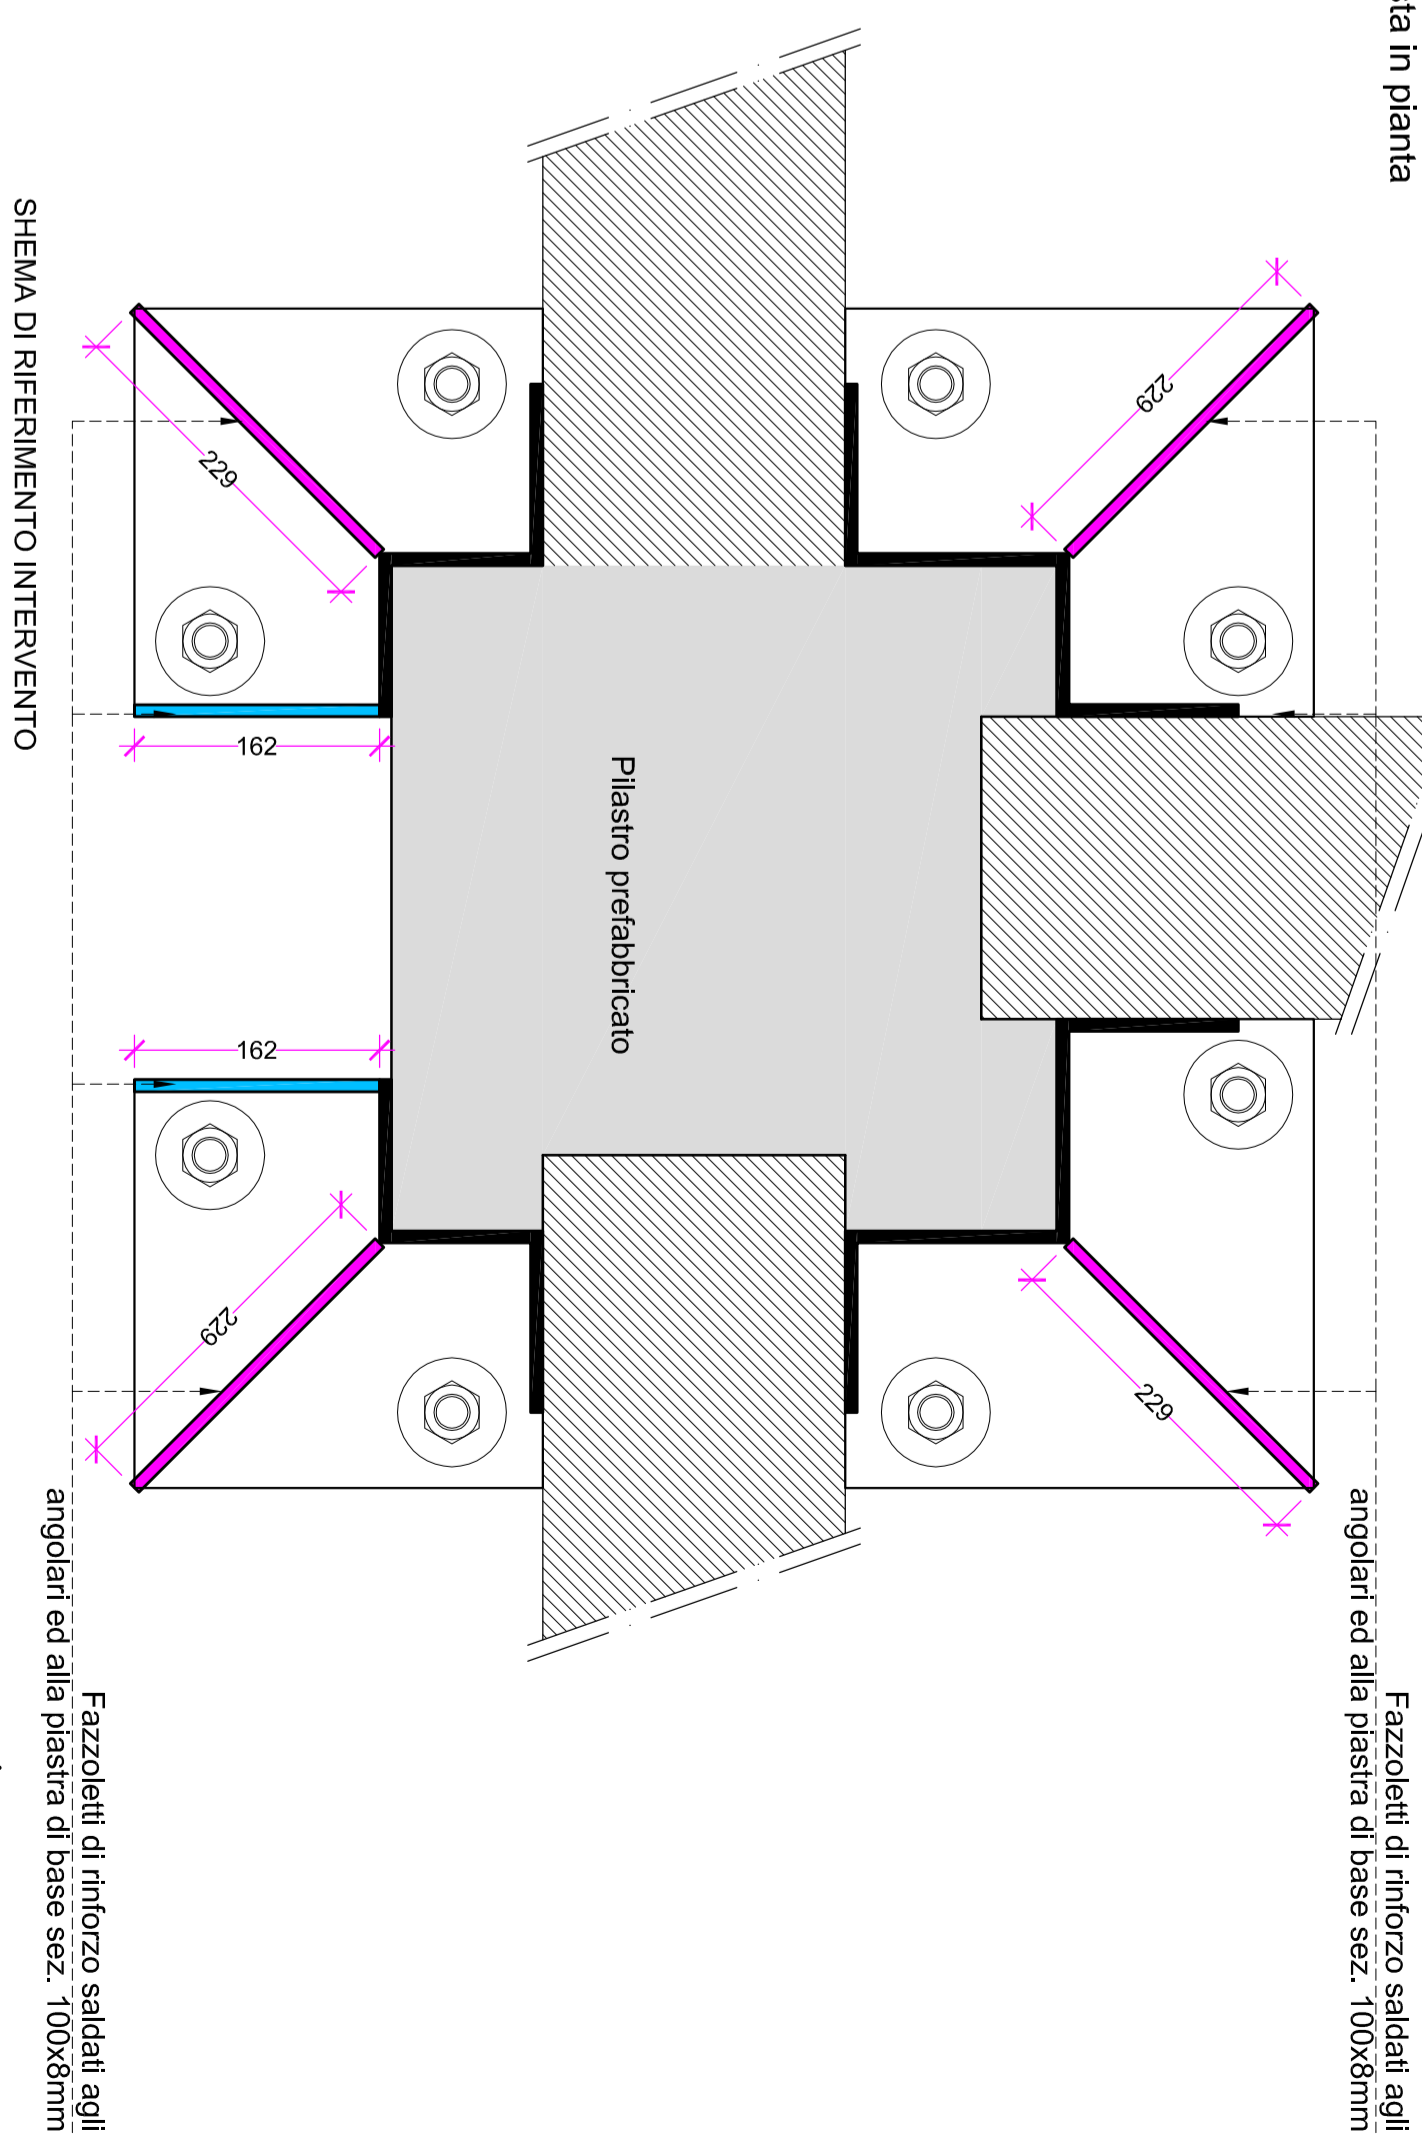 sta in pianta
Fazzoletti di rinforzo saldati agli
angolari ed alla piastra di base sez. 100x8mm
229
229
Pilastro prefabbricato
229
162
162
229
Fazzoletti di rinforzo saldati agli
angolari ed alla piastra di base sez. 100x8mm
SHEMA DI RIFERIMENTO INTERVENTO